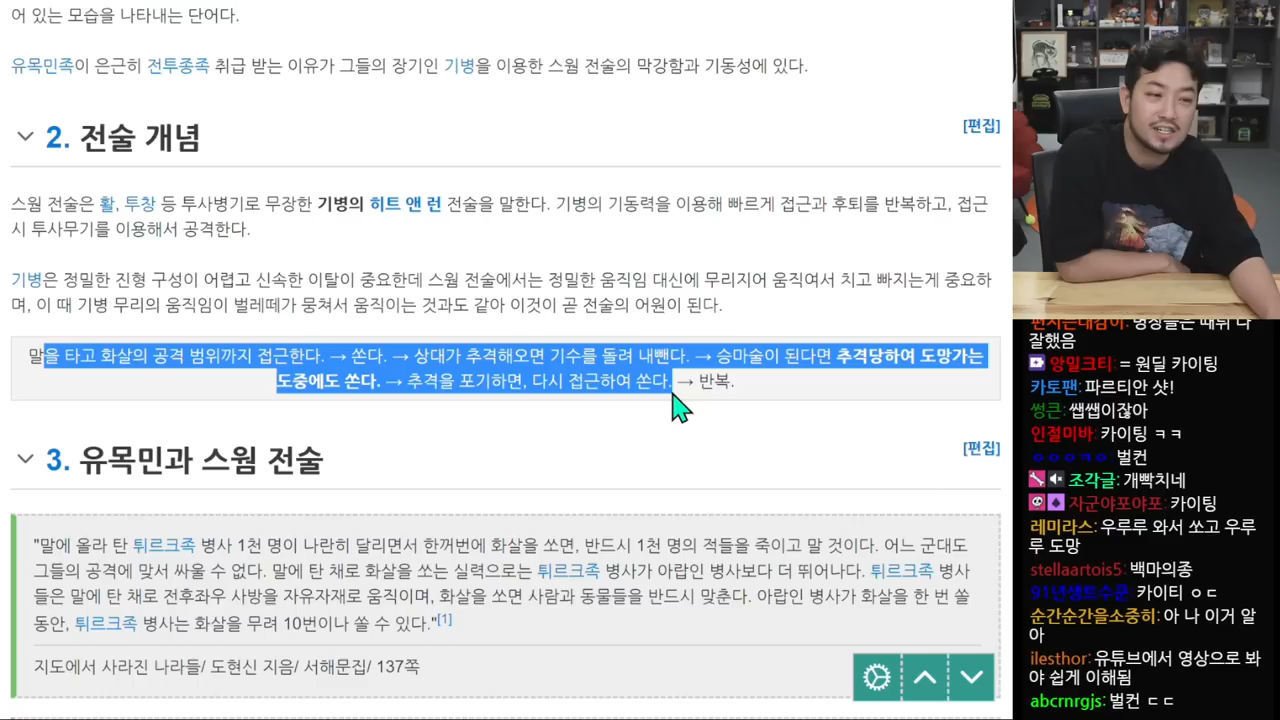 어 있는 모습을 나타내는 단어다.
유목민족이 은근히 전투종족 취급 받는 이유가 그들의 장기인 기병을 이용한 스웜 전술의 막강함과 기동성에 있다.
2. 전술 개념
[편집]
스웜 전술은 활, 투창 등 투사병기로 무장한 기병의 히트 앤 런 전술을 말한다. 기병의 기동력을 이용해 빠르게 접근과 후퇴를 반복하고, 접근
시 투사무기를 이용해서 공격한다.
기병은 정밀한 진형 구성이 어렵고 신속한 이탈이 중요한데 스웜 전술에서는 정밀한 움직임 대신에 무리지어 움직여서 치고 빠지는게 중요하
며, 이 때 기병 무리의 움직임이 벌레떼가 뭉쳐서 움직이는 것과도 같아 이것이 곧 전술의 어원이 된다.
말을 타고 화살의 공격 범위까지 접근한다. → 쏜다. → 상대가 추격해오면 기수를 돌려 내뺀다. → 승마술이 된다면 추격당하여 도망가는
도중에도 쏜다. → 추격을 포기하면, 다시 접근하여 쏜다. → 반복.
3. 유목민과 스웜 전술
[편집]
"말에 올라 탄 튀르크족 병사 1천 명이 나란히 달리면서 한꺼번에 화살을 쏘면, 반드시 1천 명의 적들을 죽이고 말 것이다. 어느 군대도
그들의 공격에 맞서 싸울 수 없다. 말에 탄 채로 화살을 쏘는 실력으로는 튀르크족 병사가 아랍인 병사보다 더 뛰어나다. 튀르크족 병사
들은 말에 탄 채로 전후좌우 사방을 자유자재로 움직이며, 화살을 쏘면 사람과 동물들을 반드시 맞춘다. 아랍인 병사가 화살을 한 번 쏠
동안, 튀르크족 병사는 화살을 무려 10번이나 쏠 수 있다."[1]
지도에서 사라진 나라들/ 도현신 지음/ 서해문집/ 137쪽
잘했음
앙밀크티: = 원딜 카이팅
카토팬: 파르티안 샷!
썽큰: 쌥쌥이잖아
인절미바: 카이팅 ㅋㅋ
ㅇㅇㅇㅋㅇ 벌컨
조각글: 개빡치네
자군야포야포: 카이팅
레미라스: 우루루 와서 쏘고 우루
루 도망
stellaartois5: 백마의종
91년생트수군: 카이티 ㅇㄷ
순간순간을소중히: 아 나 이거 알
아
ilesthor: 유튜브에서 영상으로 봐
야 쉽게 이해됨
abcrnrgjs: 벌컨 ㄷㄷ